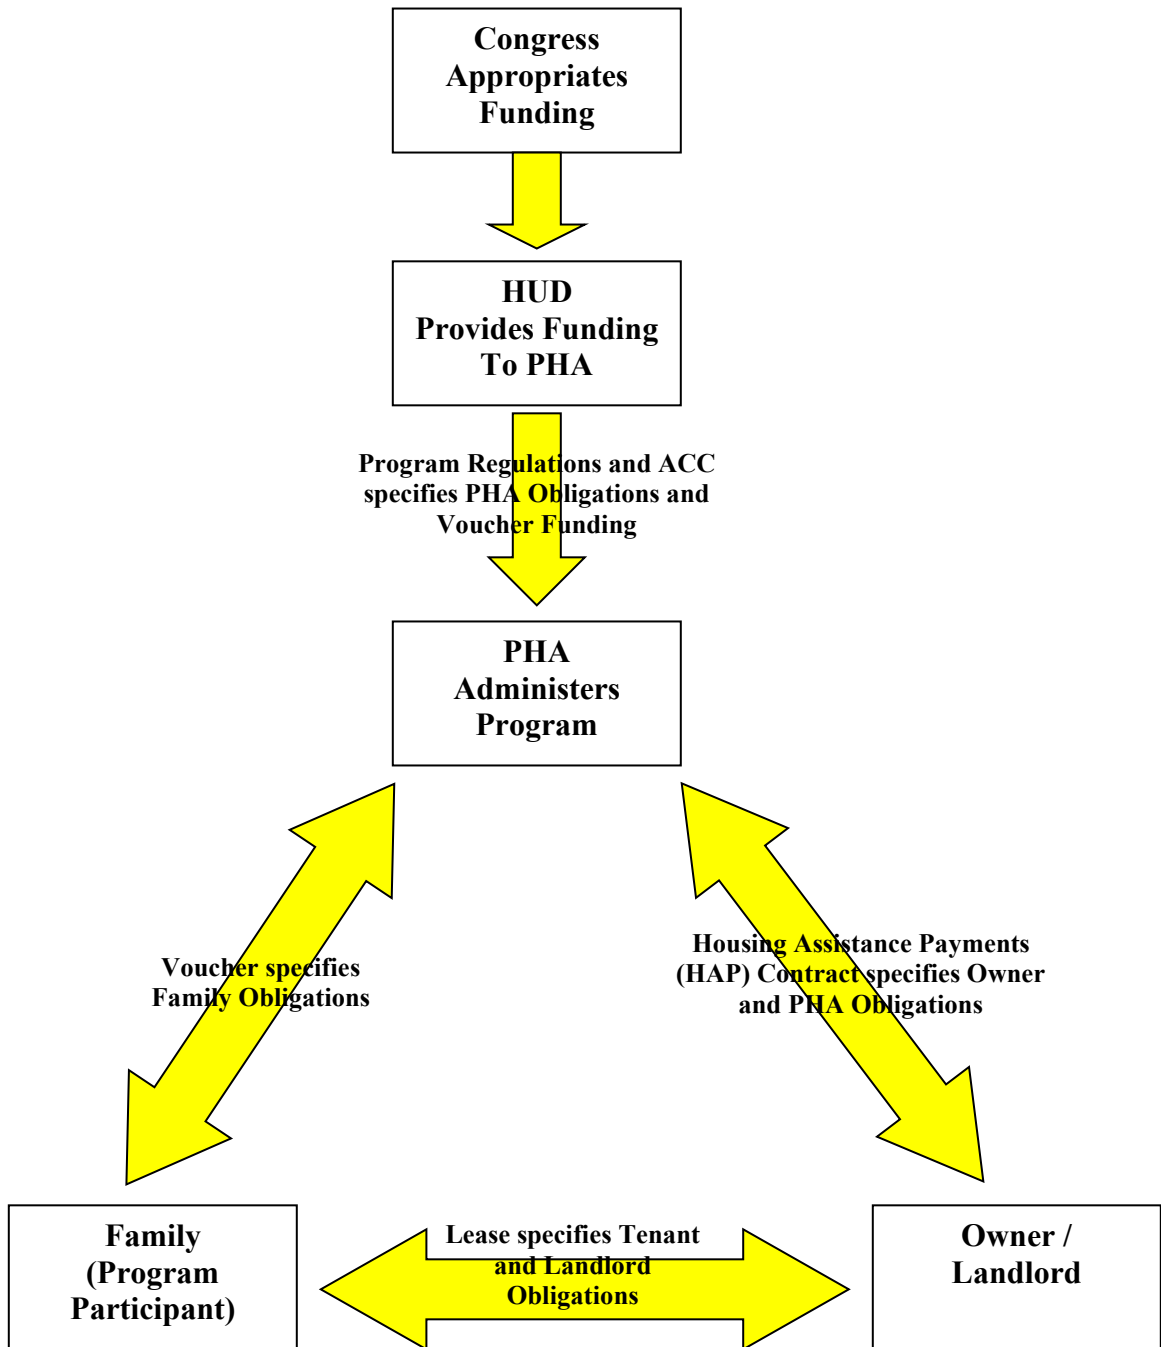 Congress
Appropriates
Funding
HUD
Provides Funding
To PHA
Program Regulations and ACC
specifies PHA Obligations and
Voucher Funding
PHA
Administers
Program
Voucher specifies
Family Obligations
Housing Assistance Payments
(HAP) Contract specifies Owner
and PHA Obligations
Family
(Program
Participant)
Lease specifies Tenant
and Landlord
Obligations
Owner /
Landlord